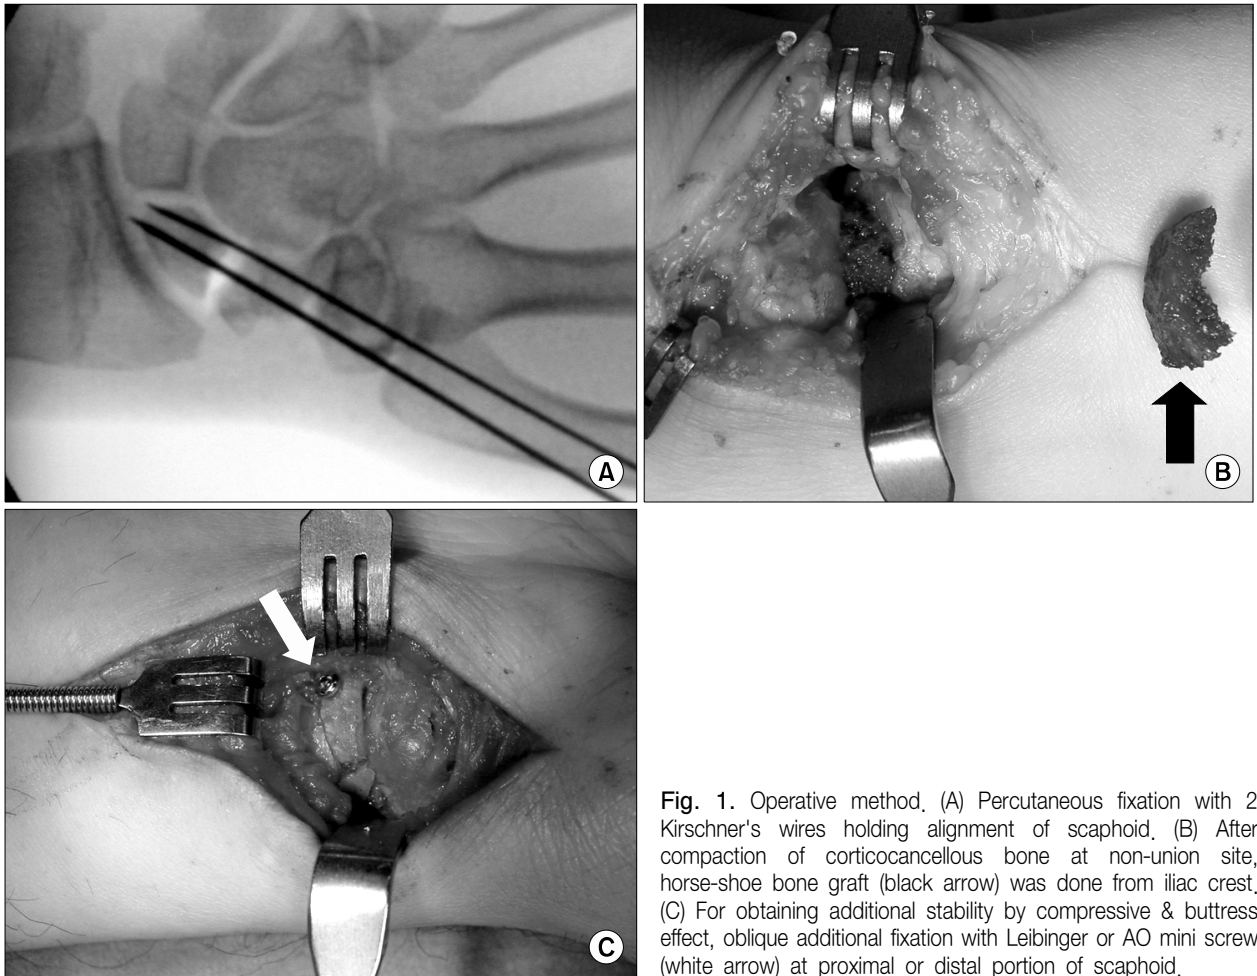 A
B
C
Fig. 1. Operative method. (A) Percutaneous fixation with 2
Kirschner's wires holding alignment of scaphoid. (B) After
compaction of corticocancellous bone at non-union site,
horse-shoe bone graft (black arrow) was done from iliac crest.
(C) For obtaining additional stability by compressive & buttress
effect, oblique additional fixation with Leibinger or AO mini screw
(white arrow) at proximal or distal portion of scaphoid.